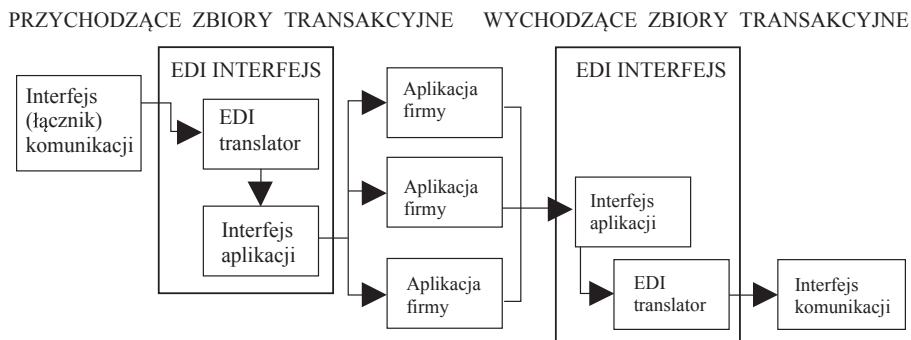 PRZYCHODZĄCE ZBIORY TRANSAKCYJNE
WYCHODZĄCE ZBIORY TRANSAKCYJNE
EDI INTERFEJS
Interfejs
(łącznik)
komunikacji
EDI
translator
Interfejs
aplikacji
Aplikacja
firmy
Aplikacja
firmy
Aplikacja
firmy
EDI INTERFEJS
Interfejs
aplikacji
EDI
translator
Interfejs
komunikacji